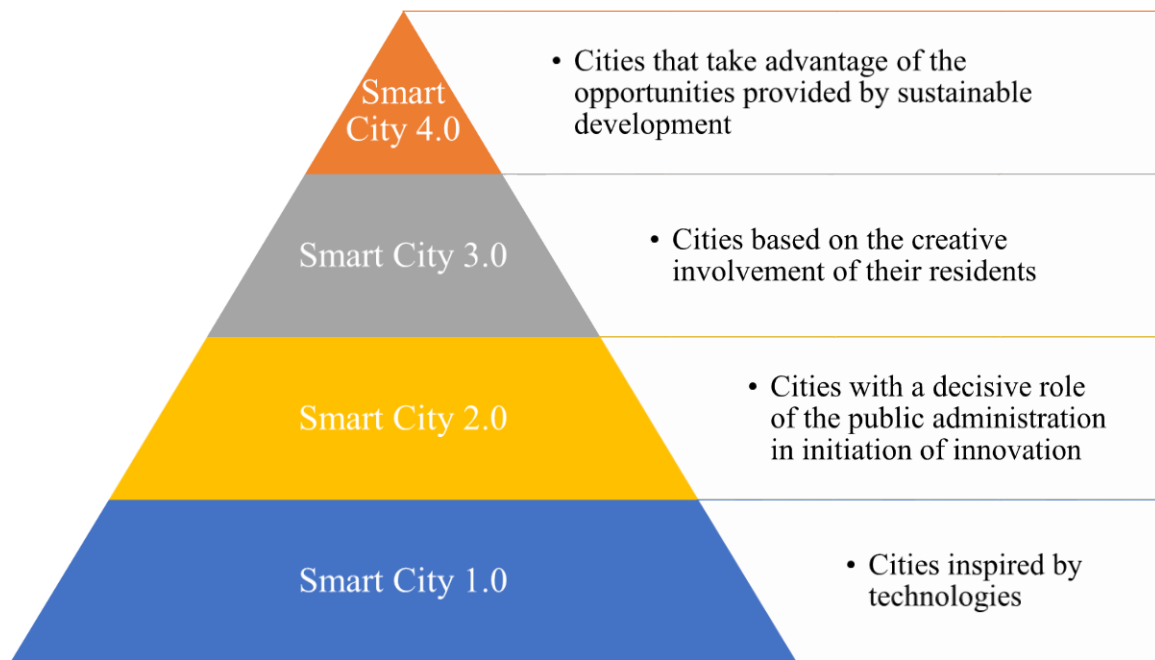 Smart
City 4.0
• Cities that take advantage of the
opportunities provided by sustainable
development
Smart City 3.0
• Cities based on the creative
involvement of their residents
Smart City 2.0
• Cities with a decisive role
of the public administration
in initiation of innovation
Smart City 1.0
• Cities inspired by
technologies